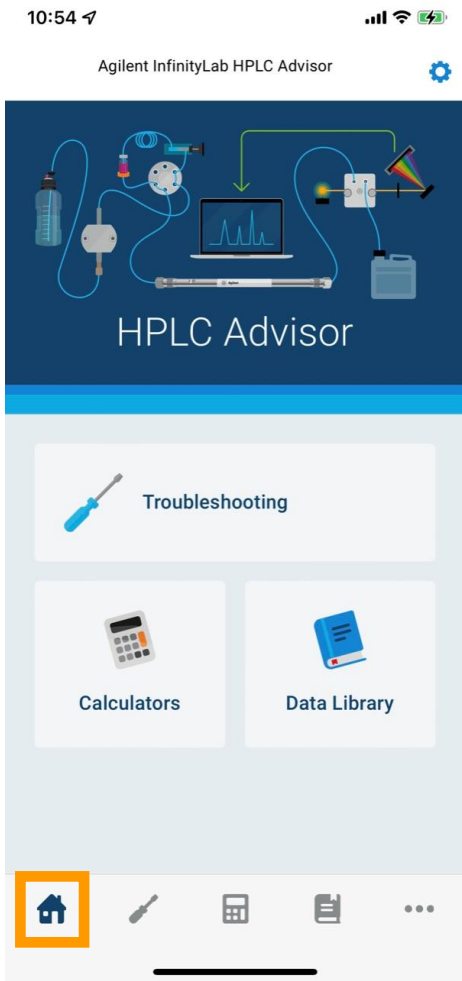 10:54
Agilent InfinityLab HPLC Advisor
HPLC Advisor
Troubleshooting
Calculators
Data Library